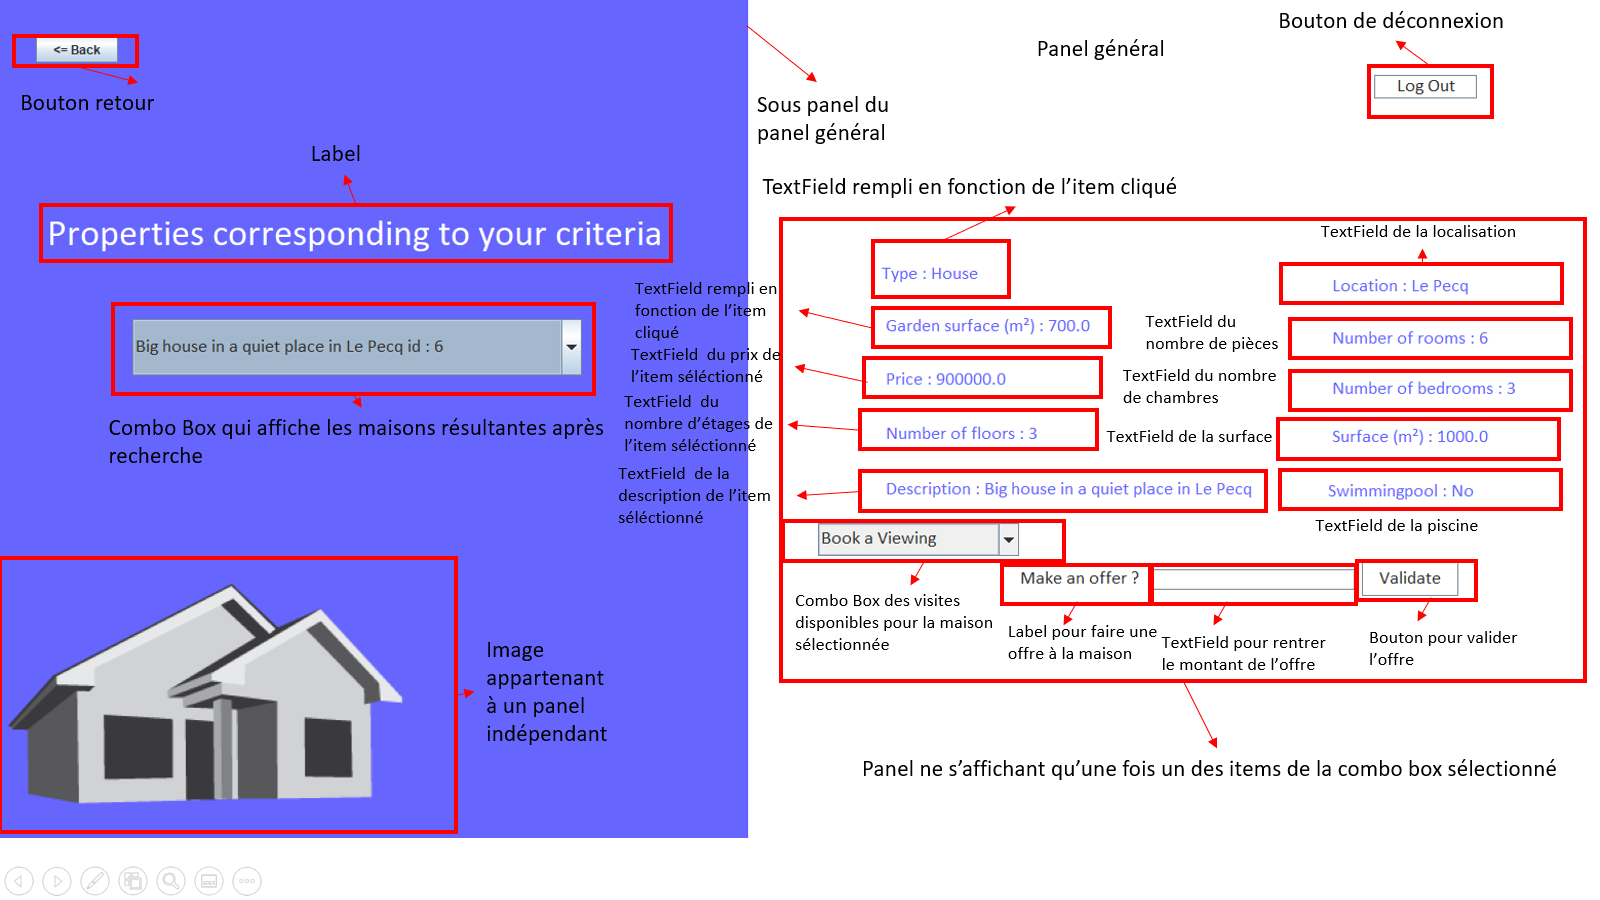 Bouton de déconnexion
<= Back
Panel général
Log Out
Bouton retour
Sous panel du
panel général
Label
TextField rempli en fonction de l’item cliqué
Properties corresponding to your criteria
TextField de la localisation
Type : House
Location : Le Pecq
TextField rempli en
fonction de l’item
cliqué
Garden surface (m²) : 700.0
TextField du
nombre de pièces
Number of rooms : 6
Big house in a quiet place in Le Pecq id : 6
TextField  du prix de
l’item séléctionné
Price : 900000.0
TextField du nombre
de chambres
Number of bedrooms : 3
TextField  du
nombre d’étages de
l’item séléctionné
Number of floors : 3
TextField de la surface
Surface (m²) : 1000.0
Combo Box qui affiche les maisons résultantes après
recherche
TextField  de la
description de l’item
séléctionné
Description : Big house in a quiet place in Le Pecq
Swimmingpool : No
TextField de la piscine
Book a Viewing
Make an offer ?
Validate
Combo Box des visites
disponibles pour la maison
sélectionnée
Label pour faire une
offre à la maison
TextField pour rentrer
le montant de l’offre
Bouton pour valider
l’offre
Image
appartenant
à un panel
indépendant
Panel ne s’affichant qu’une fois un des items de la combo box sélectionné